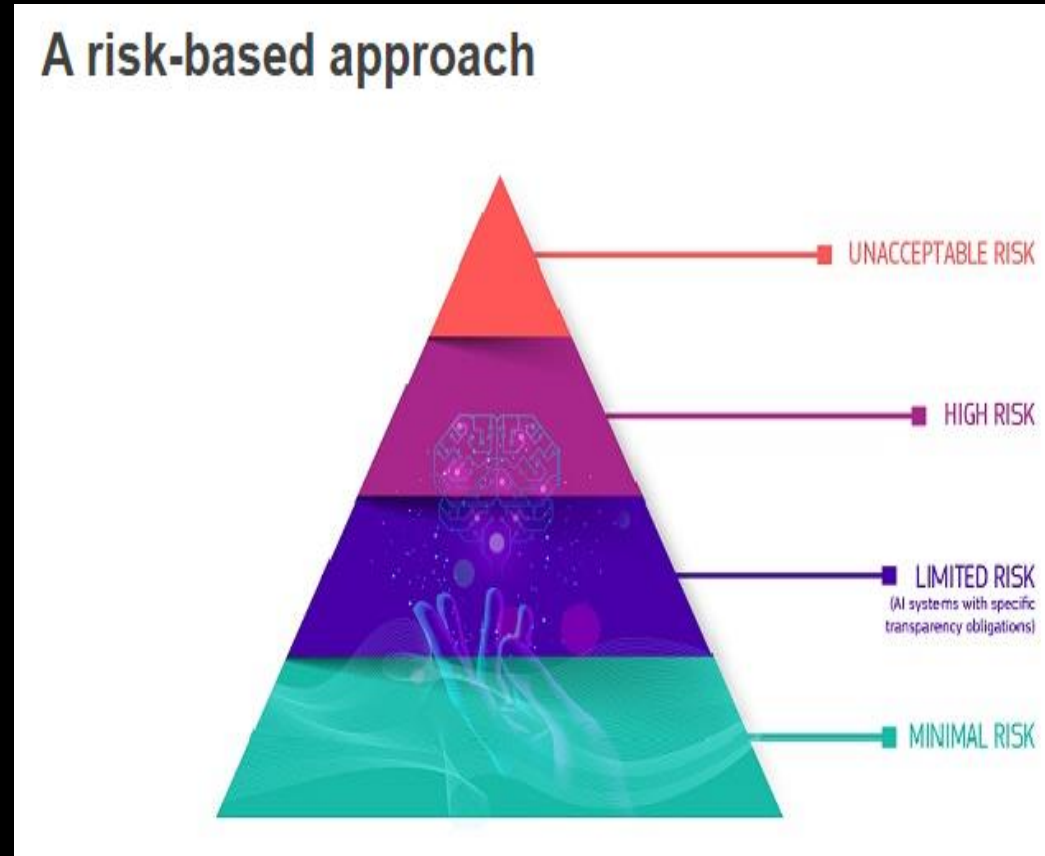 A risk-based approach
UNACCEPTABLE RISK
HIGH RISK
LIMITED RISK
(AI systems with specific
transparency obligations)
MINIMAL RISK